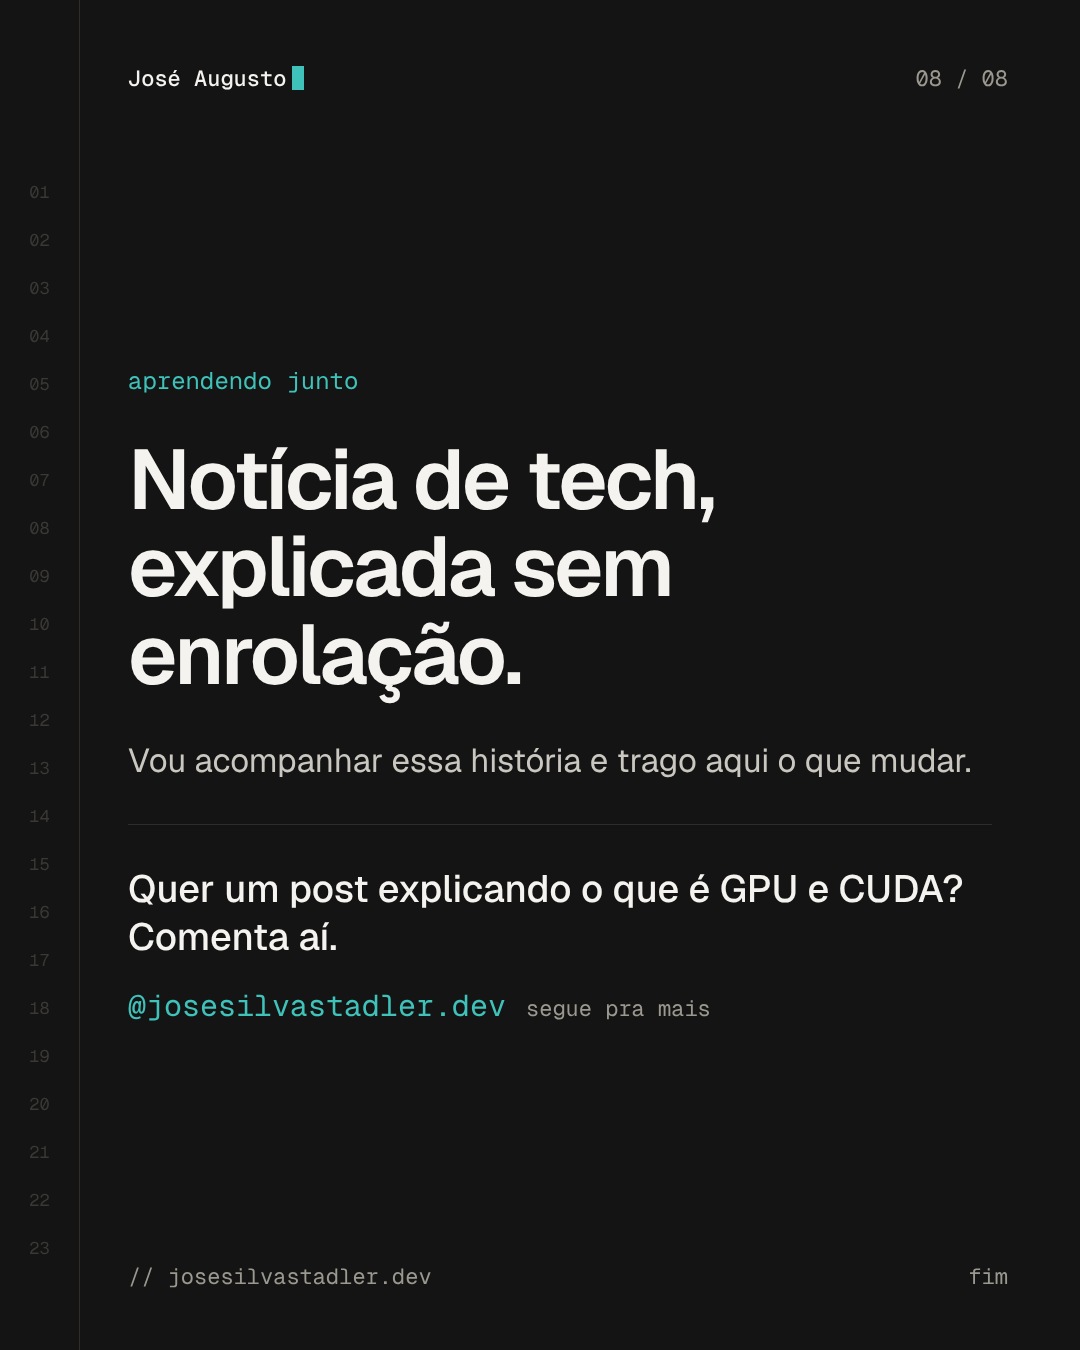 José Augusto
08 / 08
01
02
03
04
05
06
07
08
09
10
11
12
13
14
15
16
17
18
19
20
21
22
23
aprendendo junto
Notícia de tech,
explicada sem
enrolação.
Vou acompanhar essa história e trago aqui o que mudar.
Quer um post explicando o que é GPU e CUDA?
Comenta aí.
@josesilvastadler.dev segue pra mais
// josesilvastadler.dev
fim